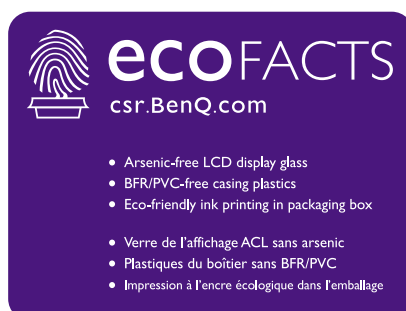 ecoFACTS
csr.BenQ.com
• Arsenic-free LCD display glass
• BFR/PVC-free casing plastics
• Eco-friendly ink printing in packaging box
• Verre de l'affichage ACL sans arsenic
• Plastiques du boîtier sans BFR/PVC
• Impression à l'encre écologique dans l'emballage